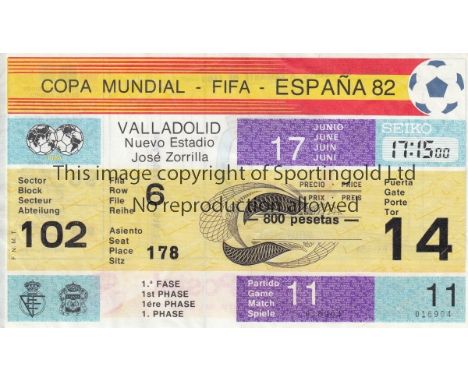 COPA MUNDIAL - FIFA - ESPAÑA 82
VALLADOLID
Nuevo Estadio
José Zorrilla
17
JUNIO
JUNE
JUIN
JUNI
SEIKO
17:15 00
This image copyright of Sportingold Ltd
No reproduction allowed
Sector
Block
Secteur
Abteilung
102
Fila
Row
File
Reihe
6
Asiento
Seat
Place
Sitz
178
PRECIO - PRICE
PRIX - PREIS
800 pesetas
Puerta
Gate
Porte
Tor
14
F.N.M.T.
1.ª FASE
1st PHASE
1ére PHASE
1. PHASE
Partido
Game
Match
Spiele
11
016904
11
016904